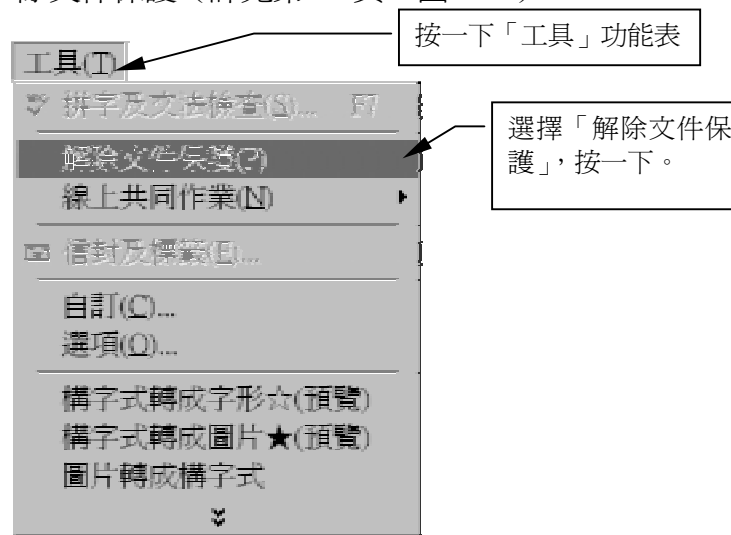 按一下「工具」功能表
工具(T)
拼字及文法檢查(S)... F7
解除文件保護(P)
選擇「解除文件保
護」，按一下。
線上共同作業(N)
信封及標籤(E)...
自訂(C)...
選項(O)...
構字式轉成字形☆(預覽)
構字式轉成圖片★(預覽)
圖片轉成構字式